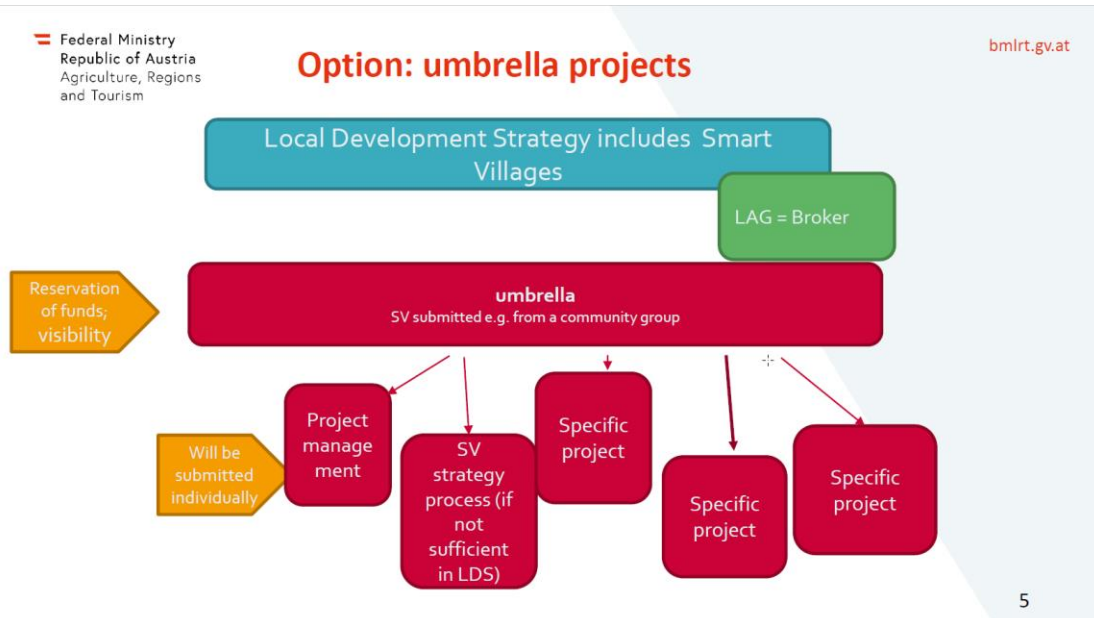 Federal Ministry
Republic of Austria
Agriculture, Regions
and Tourism
Option: umbrella projects
bmlrt.gv.at
Local Development Strategy includes Smart
Villages
LAG = Broker
Reservation
of funds;
visibility
umbrella
SV submitted e.g. from a community group
Will be
submitted
individually
Project
manage
ment
SV
strategy
process (if
not
sufficient
in LDS)
Specific
project
Specific
project
Specific
project
5